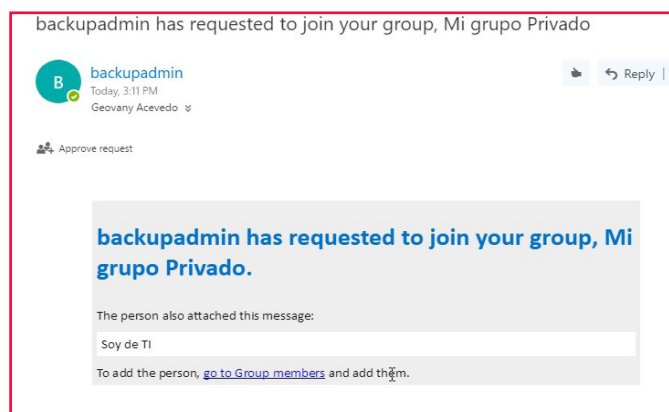 backupadmin has requested to join your group, Mi grupo Privado
B
backupadmin
Today, 3:11 PM
Geovany Acevedo
Reply
Approve request
backupadmin has requested to join your group, Mi
grupo Privado.
The person also attached this message:
Soy de TI
To add the person, go to Group members and add them.